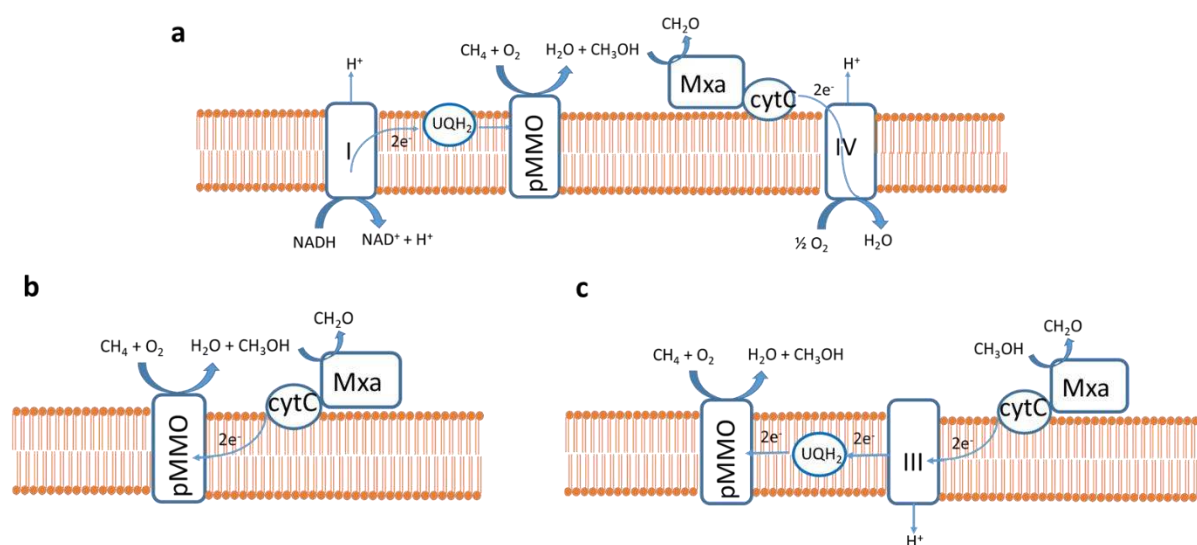 a
CH₂O
CH₄ + O₂
H₂O + CH₃OH
H⁺
Mxa
H⁺
cytC
2e⁻
UQH₂
I
2e⁻
pMMO
IV
NADH
NAD⁺ + H⁺
½ O₂
H₂O
b
CH₂O
CH₄ + O₂
H₂O + CH₃OH
Mxa
cytC
2e⁻
pMMO
c
CH₂O
CH₄ + O₂
H₂O + CH₃OH
CH₃OH
Mxa
cytC
2e⁻
2e⁻
2e⁻
UQH₂
pMMO
III
H⁺